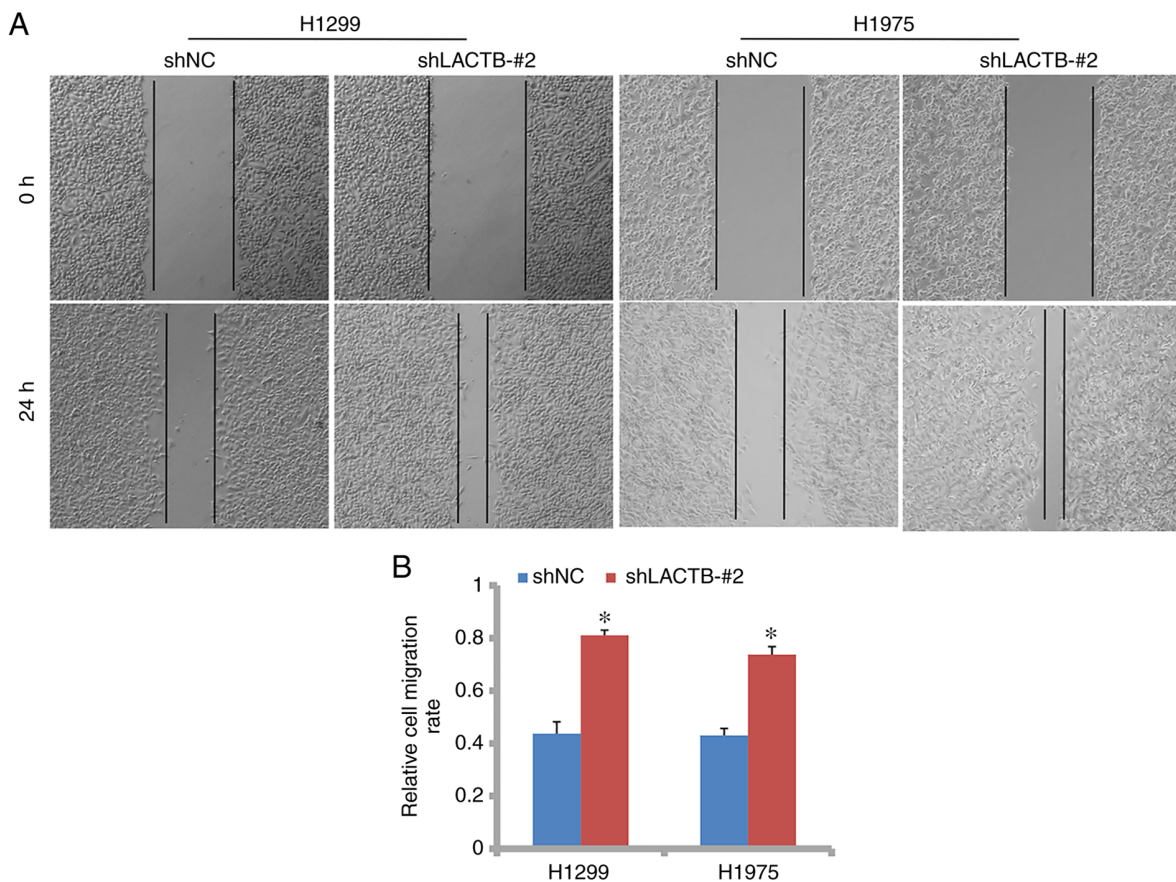 A
H1299
H1975
shNC
shLACTB-#2
shNC
shLACTB-#2
0 h
24 h
B
shNC
shLACTB-#2
Relative cell migration
rate
1
0.8
0.6
0.4
0.2
0
*
*
H1299
H1975